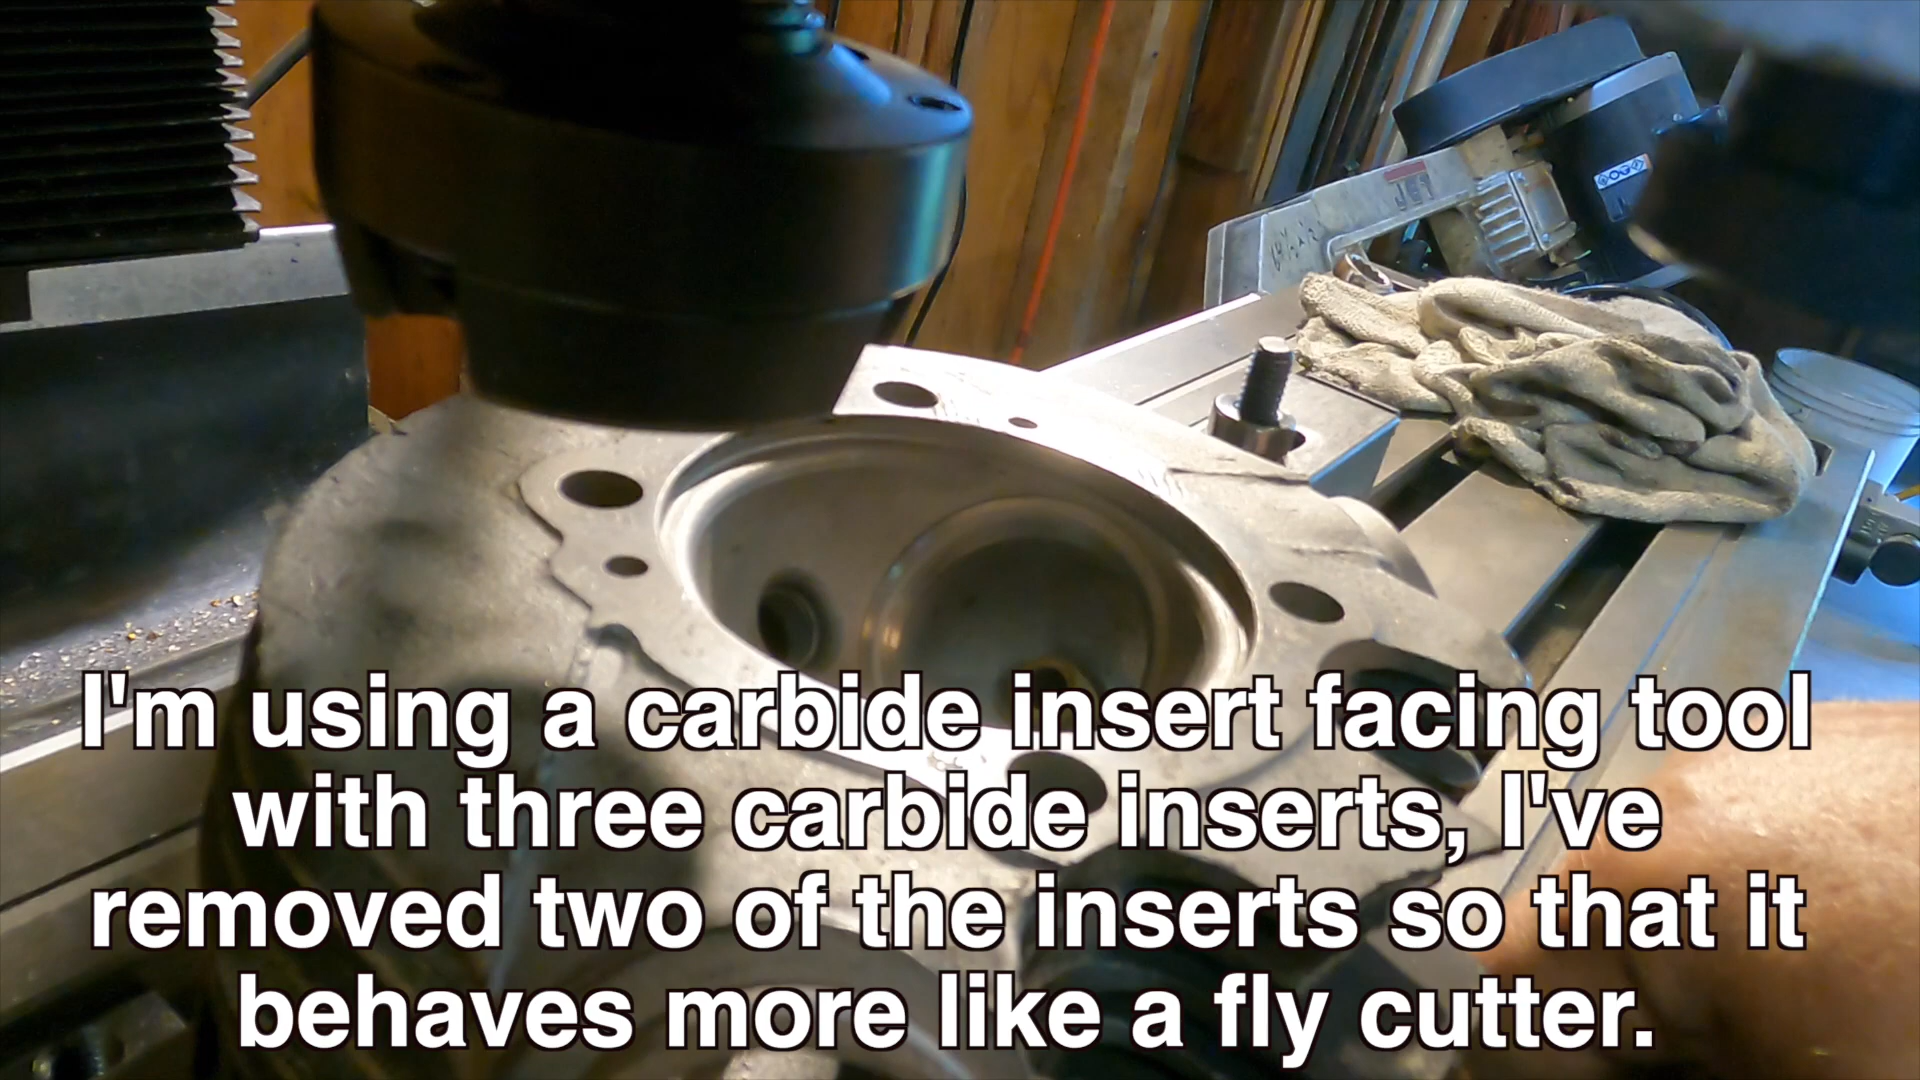 JET
I'm using a carbide insert facing tool
with three carbide inserts, I've
removed two of the inserts so that it
behaves more like a fly cutter.